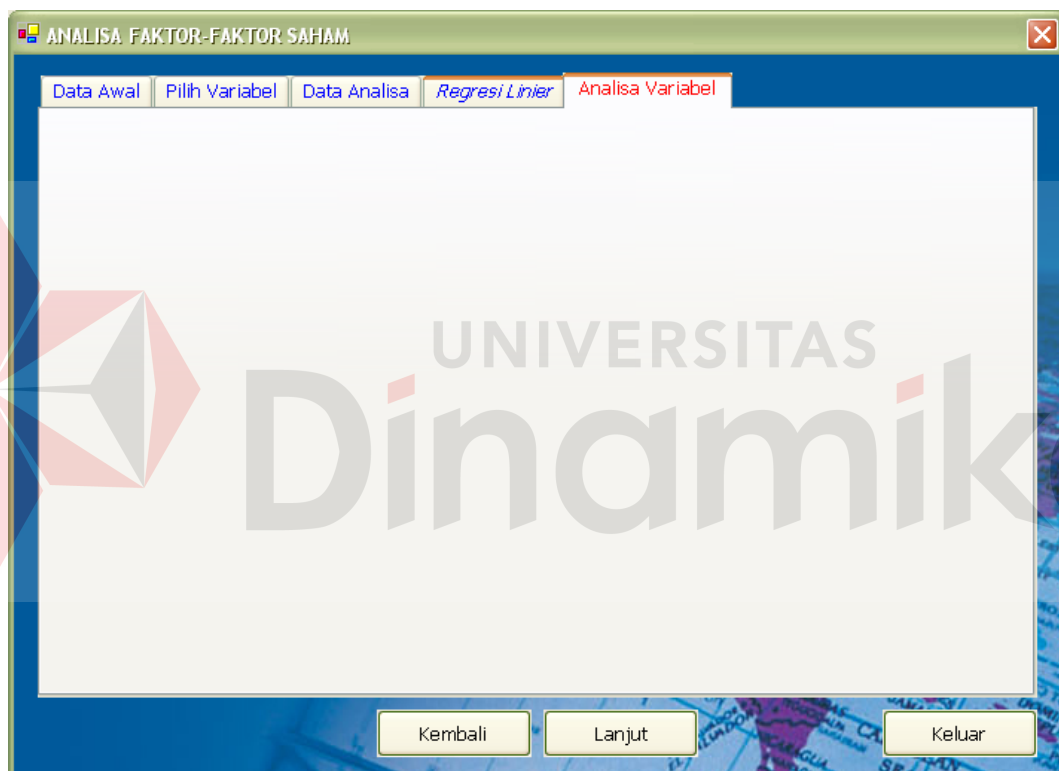 ANALISA FAKTOR-FAKTOR SAHAM
Data Awal Pilih Variabel Data Analisa Regresi Linier Analisa Variabel
UNIVERSITAS
Dinamik
Kembali Lanjut Keluar